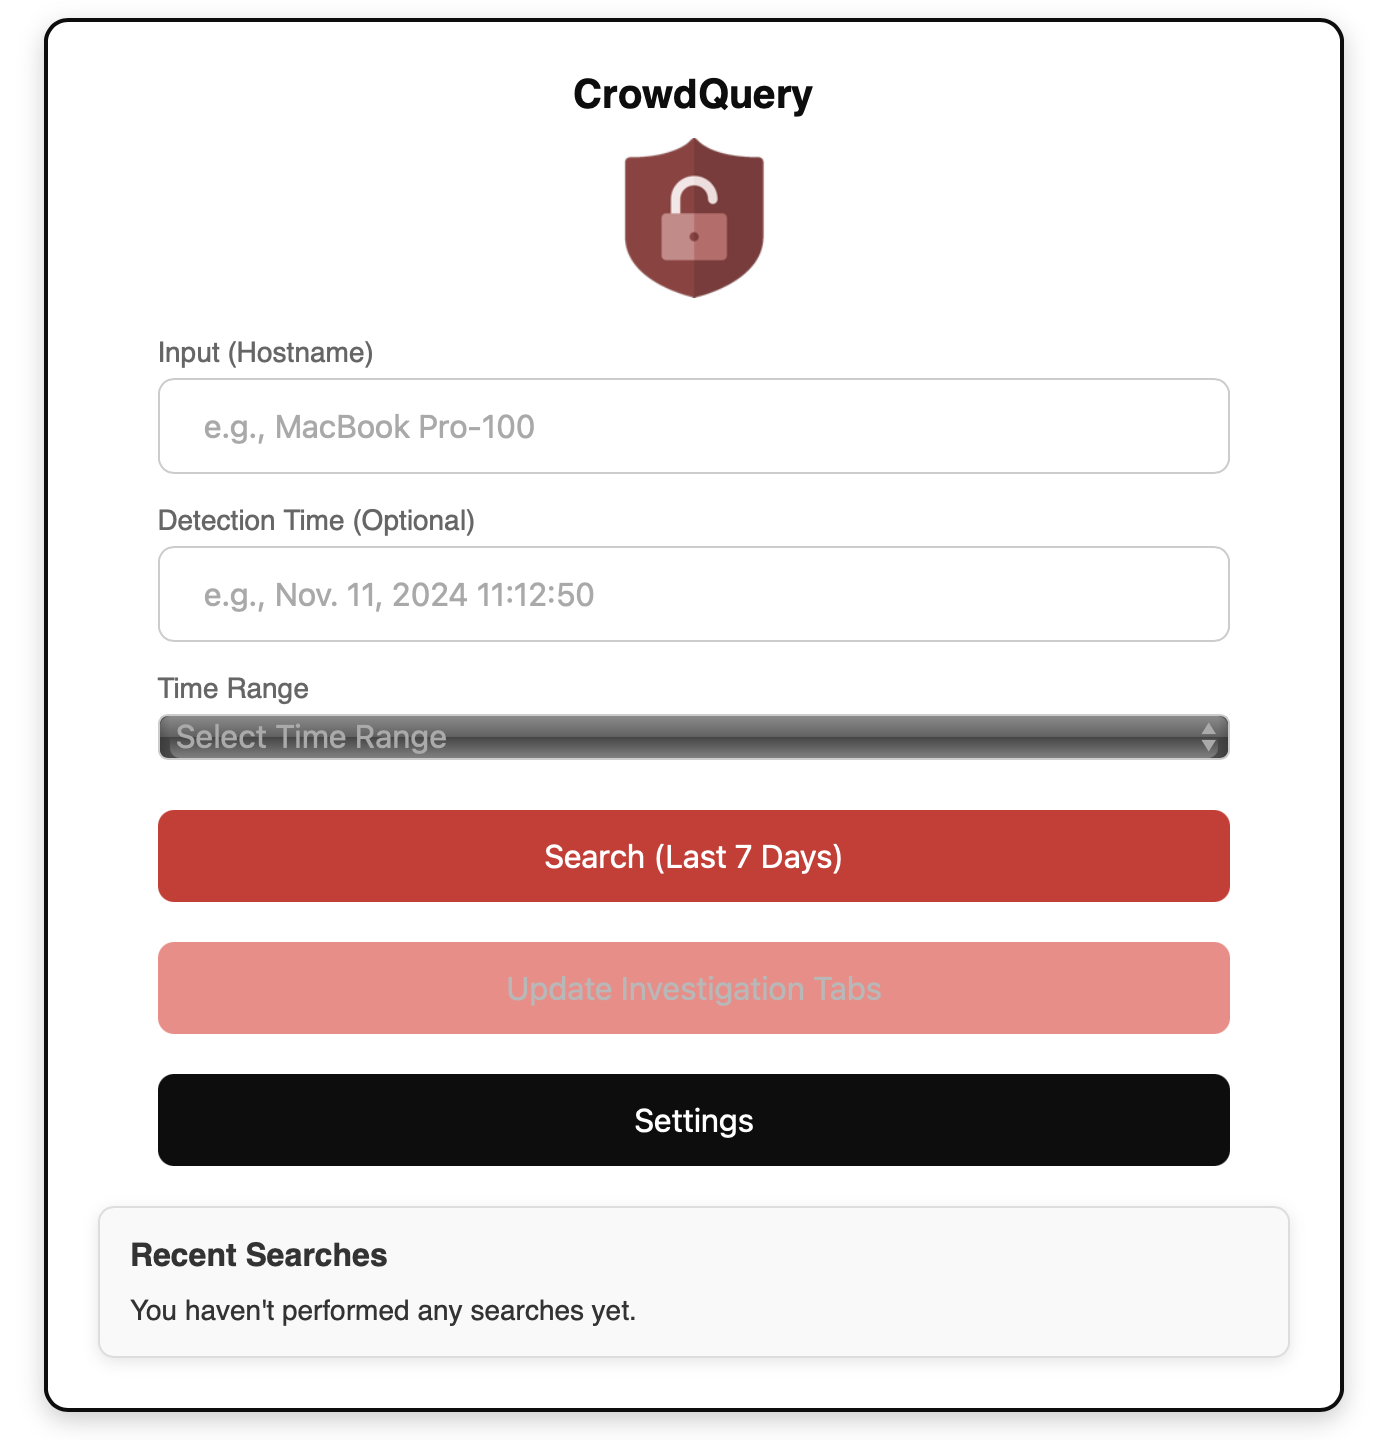 CrowdQuery
Input (Hostname)
e.g., MacBook Pro-100
Detection Time (Optional)
e.g., Nov. 11, 2024 11:12:50
Time Range
Select Time Range
Search (Last 7 Days)
Update Investigation Tabs
Settings
Recent Searches
You haven't performed any searches yet.